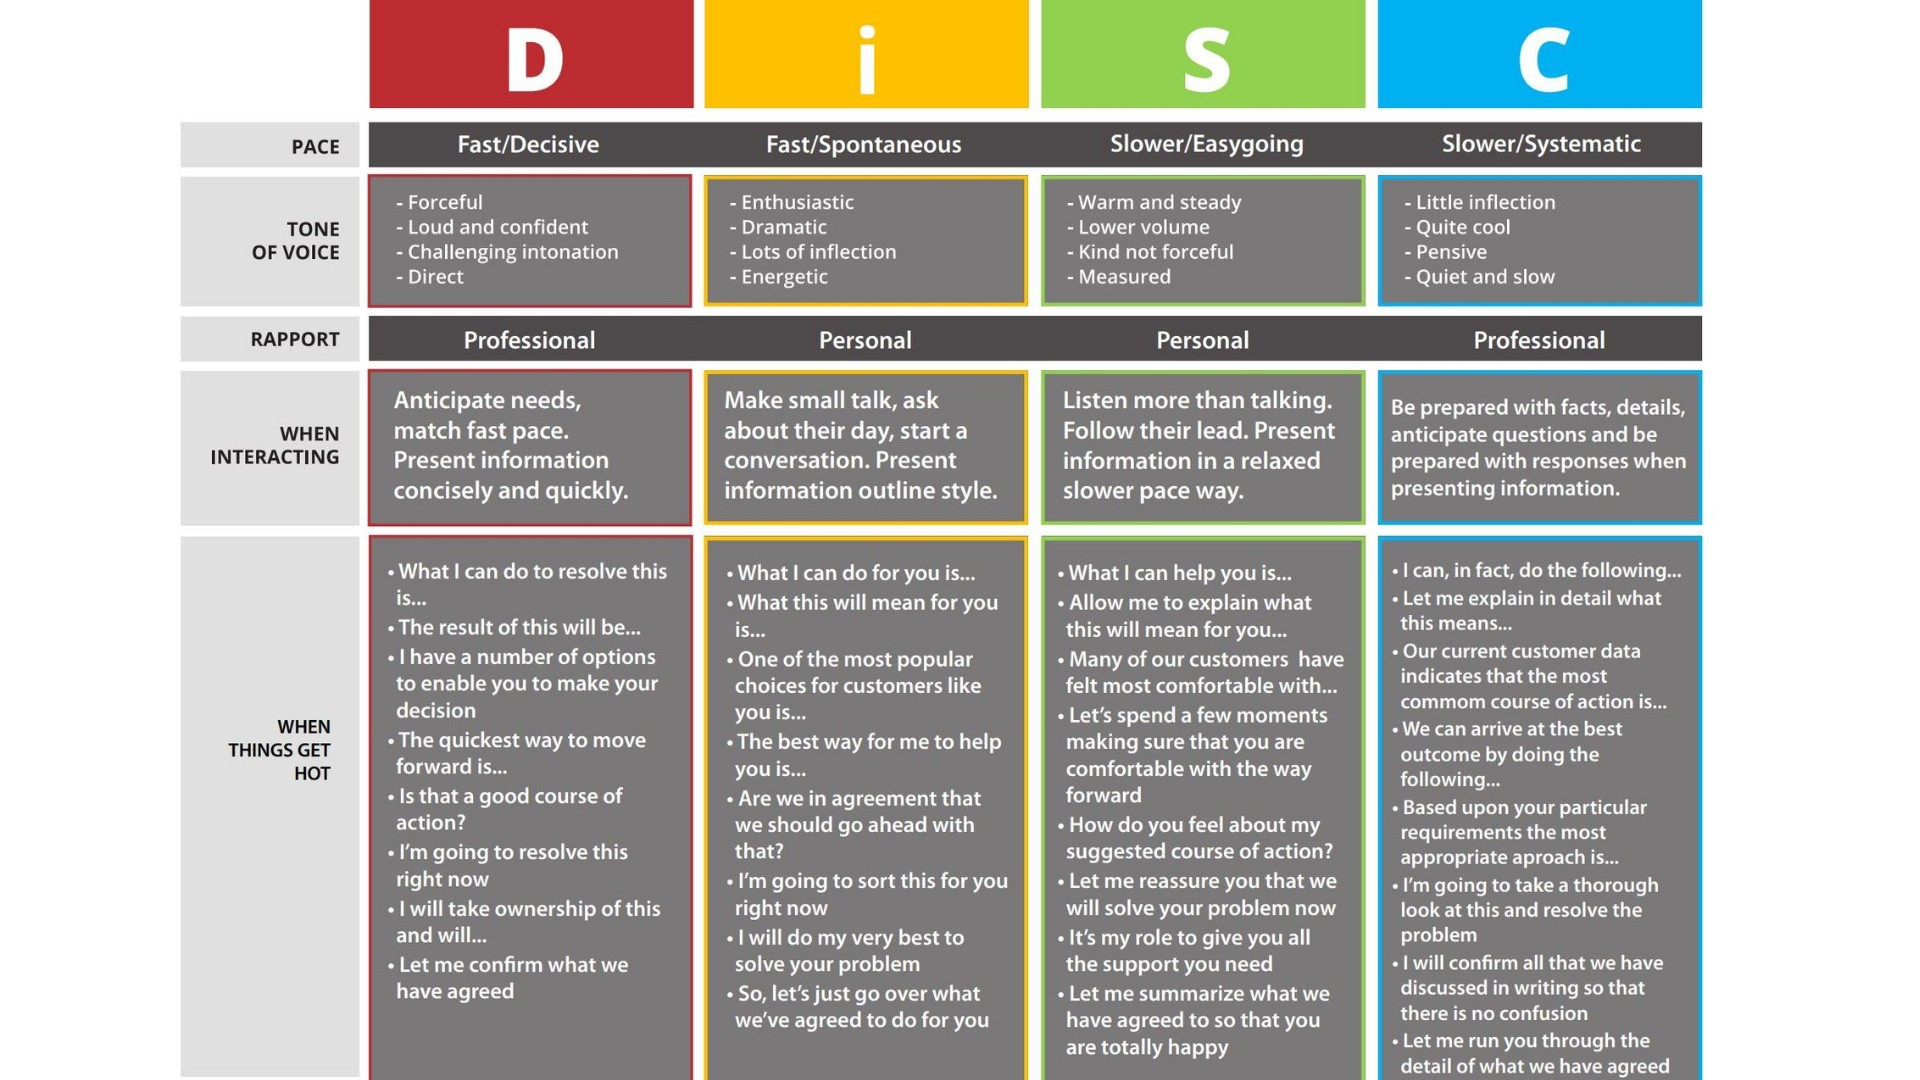 D
i
S
C
PACE
Fast/Decisive
Fast/Spontaneous
Slower/Easygoing
Slower/Systematic
TONE
OF VOICE
- Forceful
- Loud and confident
- Challenging intonation
- Direct
- Enthusiastic
- Dramatic
- Lots of inflection
- Energetic
- Warm and steady
- Lower volume
- Kind not forceful
- Measured
- Little inflection
- Quite cool
- Pensive
- Quiet and slow
RAPPORT
Professional
Personal
Personal
Professional
WHEN
INTERACTING
Anticipate needs,
match fast pace.
Present information
concisely and quickly.
Make small talk, ask
about their day, start a
conversation. Present
information outline style.
Listen more than talking.
Follow their lead. Present
information in a relaxed
slower pace way.
Be prepared with facts, details,
anticipate questions and be
prepared with responses when
presenting information.
WHEN
THINGS GET
HOT
• What I can do to resolve this
is...
• The result of this will be...
• I have a number of options
to enable you to make your
decision
• The quickest way to move
forward is...
• Is that a good course of
action?
• I'm going to resolve this
right now
• I will take ownership of this
and will...
• Let me confirm what we
have agreed
• What I can do for you is...
• What this will mean for you
is...
• One of the most popular
choices for customers like
you is...
• The best way for me to help
you is...
• Are we in agreement that
we should go ahead with
that?
• I'm going to sort this for you
right now
• I will do my very best to
solve your problem
• So, let's just go over what
we've agreed to do for you
• What I can help you is...
• Allow me to explain what
this will mean for you...
• Many of our customers have
felt most comfortable with...
• Let's spend a few moments
making sure that you are
comfortable with the way
forward
• How do you feel about my
suggested course of action?
• Let me reassure you that we
will solve your problem now
• It's my role to give you all
the support you need
• Let me summarize what we
have agreed to so that you
are totally happy
• I can, in fact, do the following...
• Let me explain in detail what
this means...
• Our current customer data
indicates that the most
commom course of action is...
• We can arrive at the best
outcome by doing the
following...
• Based upon your particular
requirements the most
appropriate aproach is...
• I'm going to take a thorough
look at this and resolve the
problem
• I will confirm all that we have
discussed in writing so that
there is no confusion
• Let me run you through the
detail of what we have agreed